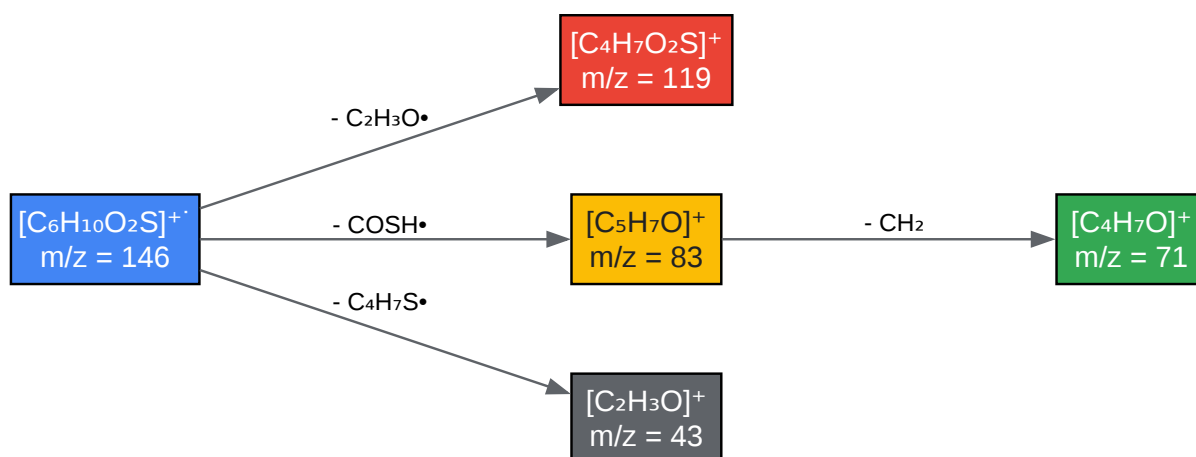 [C₄H₇O₂S]⁺
m/z = 119
- C₂H₃O•
[C₆H₁₀O₂S]⁺˙
m/z = 146
- COSH•
[C₅H₇O]⁺
m/z = 83
- CH₂
[C₄H₇O]⁺
m/z = 71
- C₄H₇S•
[C₂H₃O]⁺
m/z = 43